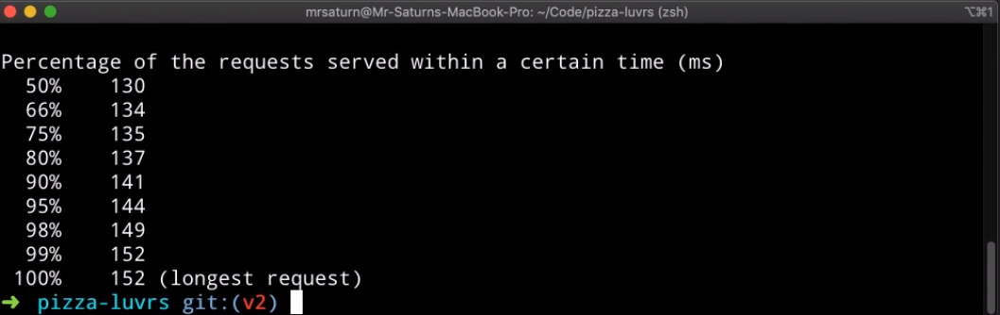 mrsaturn@Mr-Saturns-MacBook-Pro: ~/Code/pizza-luvrs (zsh)
⌥⌘1
Percentage of the requests served within a certain time (ms)
50% 130
66% 134
75% 135
80% 137
90% 141
95% 144
98% 149
99% 152
100% 152 (longest request)
➜ pizza-luvrs git:(v2)